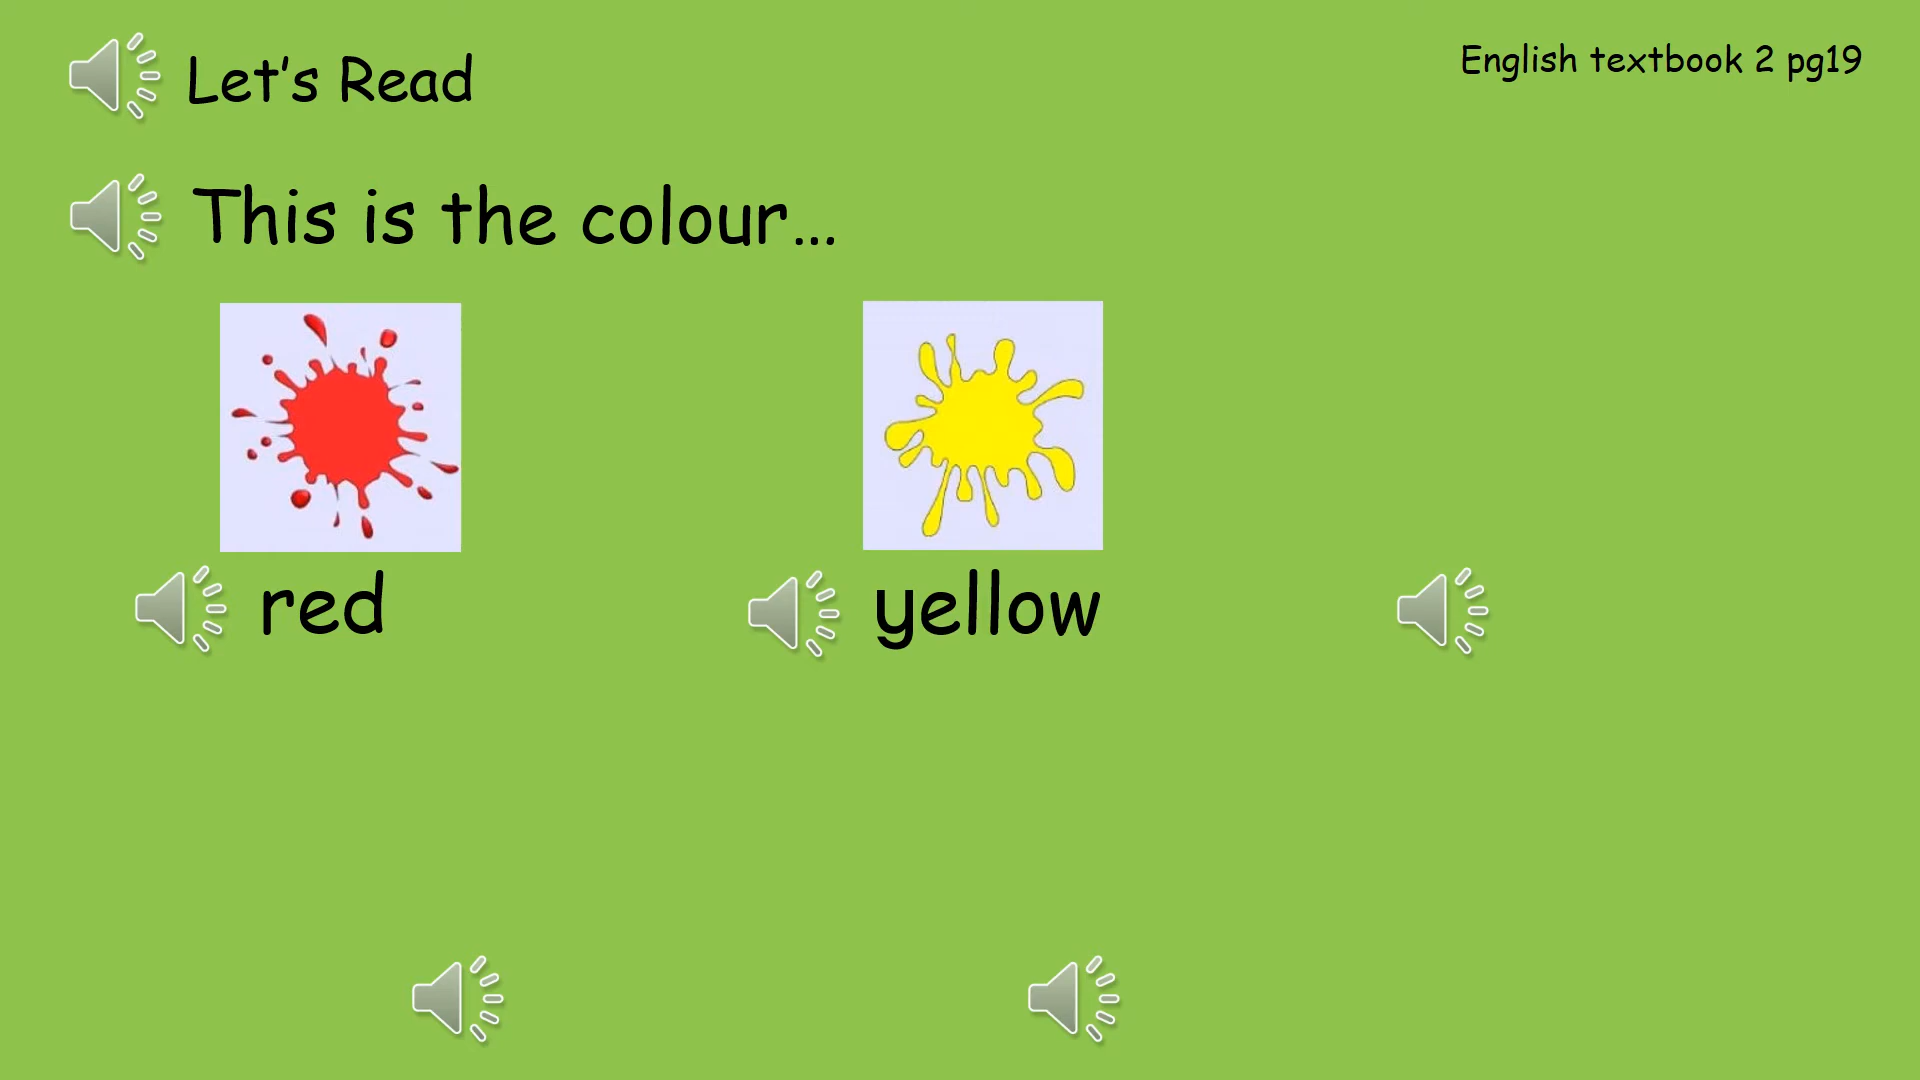 Let's Read
English textbook 2 pg19
This is the colour...
red
yellow